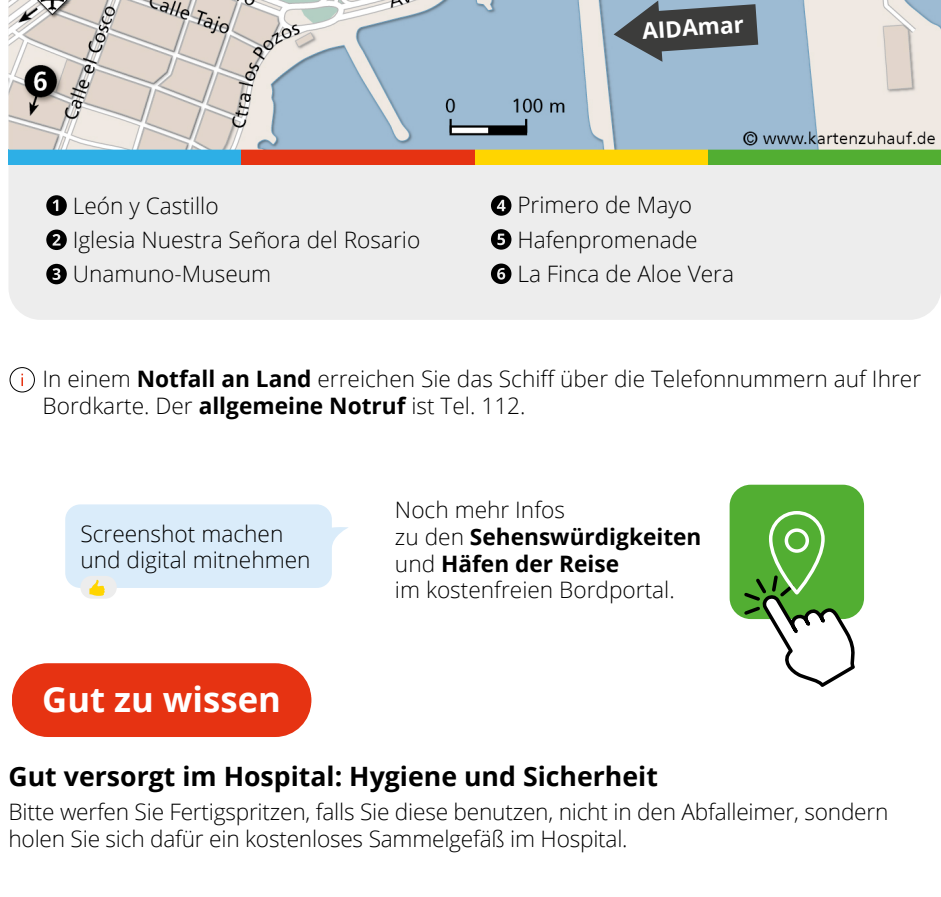 Calle Tajo
AIDAmar
Calle el Cosco
Ctra los Pozos
6
0 100 m
© www.kartenzuhauf.de
1 León y Castillo
2 Iglesia Nuestra Señora del Rosario
3 Unamuno-Museum
4 Primero de Mayo
5 Hafenpromenade
6 La Finca de Aloe Vera
i In einem Notfall an Land erreichen Sie das Schiff über die Telefonnummern auf Ihrer
Bordkarte. Der allgemeine Notruf ist Tel. 112.
Screenshot machen
und digital mitnehmen
Noch mehr Infos
zu den Sehenswürdigkeiten
und Häfen der Reise
im kostenfreien Bordportal.
Gut zu wissen
Gut versorgt im Hospital: Hygiene und Sicherheit
Bitte werfen Sie Fertigspritzen, falls Sie diese benutzen, nicht in den Abfalleimer, sondern
holen Sie sich dafür ein kostenloses Sammelgefäß im Hospital.